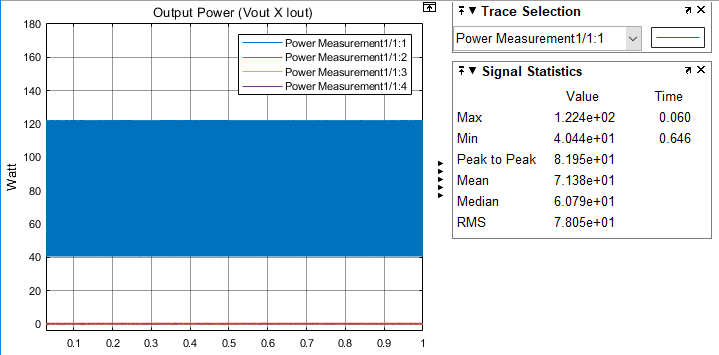 Output Power (Vout X Iout)
Power Measurement1/1:1
Power Measurement1/1:2
Power Measurement1/1:3
Power Measurement1/1:4
Watt
180
160
140
120
100
80
60
40
20
0
0.1 0.2 0.3 0.4 0.5 0.6 0.7 0.8 0.9 1
Trace Selection
Power Measurement1/1:1
Signal Statistics
Value Time
Max 1.224e+02 0.060
Min 4.044e+01 0.646
Peak to Peak 8.195e+01
Mean 7.138e+01
Median 6.079e+01
RMS 7.805e+01